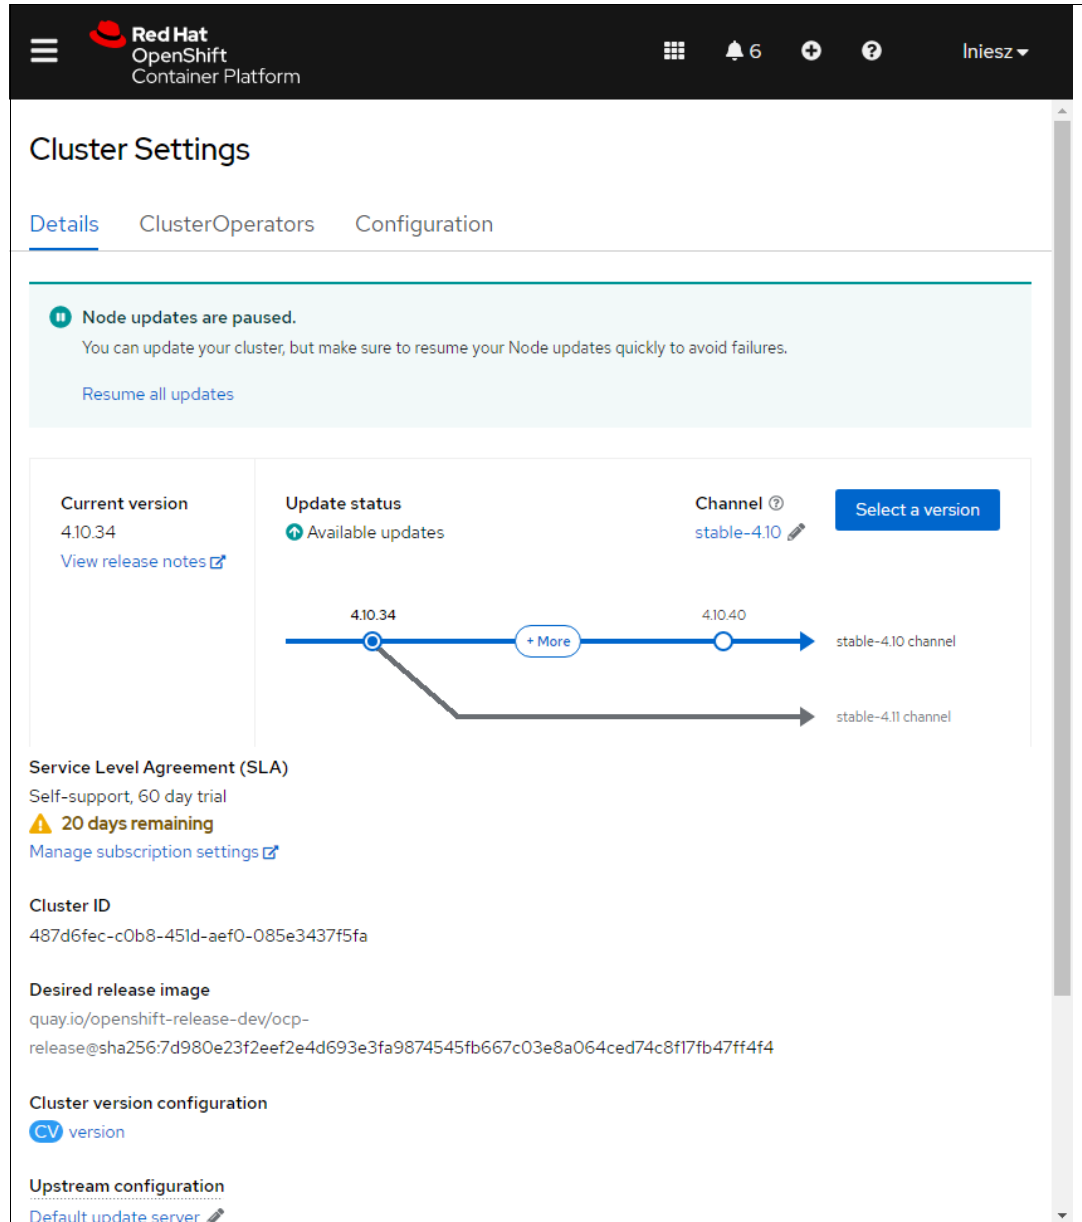 Red Hat
OpenShift
Container Platform
6
Iniesz
Cluster Settings
Details ClusterOperators Configuration
Node updates are paused.
You can update your cluster, but make sure to resume your Node updates quickly to avoid failures.
Resume all updates
Current version
4.10.34
View release notes
Update status
Available updates
Channel
stable-4.10
Select a version
4.10.34
+ More
4.10.40
stable-4.10 channel
stable-4.11 channel
Service Level Agreement (SLA)
Self-support, 60 day trial
20 days remaining
Manage subscription settings
Cluster ID
487d6fec-c0b8-451d-aef0-085e3437f5fa
Desired release image
quay.io/openshift-release-dev/ocp-
release@sha256:7d980e23f2eef2e4d693e3fa9874545fb667c03e8a064ced74c8f17fb47ff4f4
Cluster version configuration
CV version
Upstream configuration
Default update server